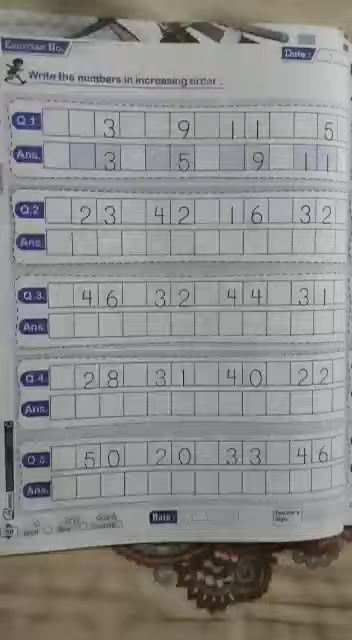 Exercise No.
Date :
Write the numbers in increasing order .
Q.1. 3 9 11 5
Ans. 3 5 9 11
Q.2 23 42 16 32
Ans.
Q.3. 46 32 44 31
Ans.
Q.4. 28 31 40 22
Ans.
Q.5. 50 20 33 46
Ans.
Date :